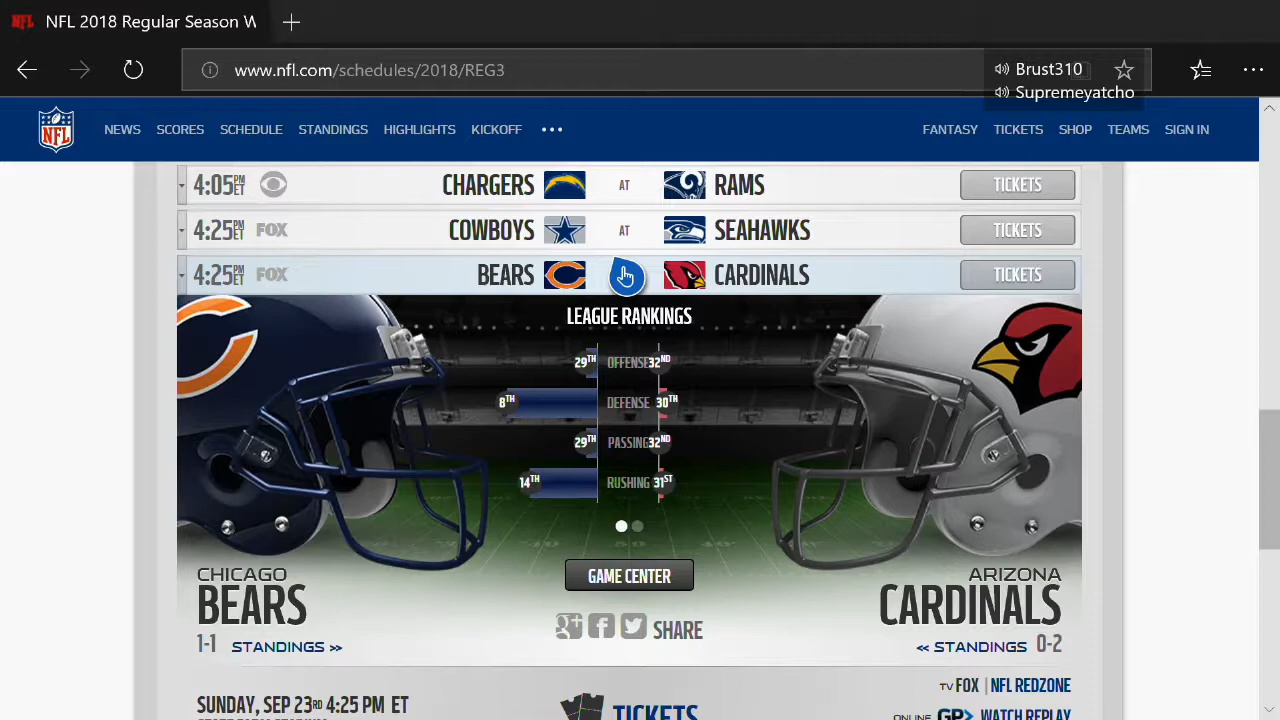 NFL 2018 Regular Season W
www.nfl.com/schedules/2018/REG3
Brust310
Supremeyatcho
NFL
NEWS SCORES SCHEDULE STANDINGS HIGHLIGHTS KICKOFF ••• FANTASY TICKETS SHOP TEAMS SIGN IN
4:05 PM ET CHARGERS AT RAMS TICKETS
4:25 PM ET FOX COWBOYS AT SEAHAWKS TICKETS
4:25 PM ET FOX BEARS CARDINALS TICKETS
LEAGUE RANKINGS
29TH OFFENSE 32ND
8TH DEFENSE 30TH
29TH PASSING 32ND
14TH RUSHING 31ST
GAME CENTER
CHICAGO
BEARS
1-1 STANDINGS >>
ARIZONA
CARDINALS
<< STANDINGS 0-2
SHARE
SUNDAY, SEP 23RD 4:25 PM ET
TICKETS
TV FOX | NFL REDZONE
ONLINE GP> WATCH REPLAY